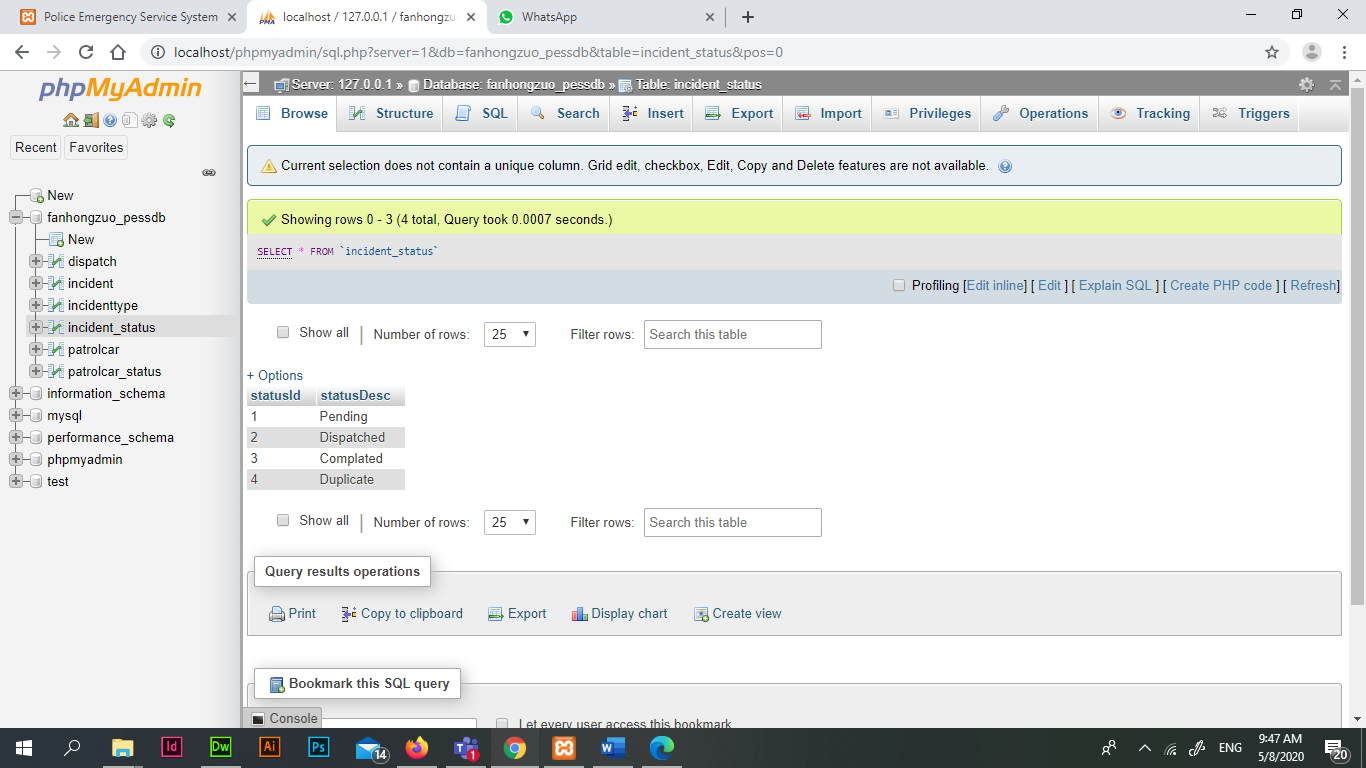 Police Emergency Service System
localhost / 127.0.0.1 / fanhongzu
WhatsApp
localhost/phpmyadmin/sql.php?server=1&db=fanhongzuo_pessdb&table=incident_status&pos=0
phpMyAdmin
Recent Favorites
New
fanhongzuo_pessdb
New
dispatch
incident
incidenttype
incident_status
patrolcar
patrolcar_status
information_schema
mysql
performance_schema
phpmyadmin
test
Server: 127.0.0.1 » Database: fanhongzuo_pessdb » Table: incident_status
Browse Structure SQL Search Insert Export Import Privileges Operations Tracking Triggers
Current selection does not contain a unique column. Grid edit, checkbox, Edit, Copy and Delete features are not available.
Showing rows 0 - 3 (4 total, Query took 0.0007 seconds.)
SELECT * FROM `incident_status`
Profiling [Edit inline] [ Edit ] [ Explain SQL ] [ Create PHP code ] [ Refresh]
Show all | Number of rows: 25 Filter rows: Search this table
+ Options
statusId statusDesc
1 Pending
2 Dispatched
3 Complated
4 Duplicate
Show all | Number of rows: 25 Filter rows: Search this table
Query results operations
Print Copy to clipboard Export Display chart Create view
Bookmark this SQL query
Console
Let every user access this bookmark
Id Dw Ai Ps 14 1
ENG
9:47 AM
5/8/2020
20